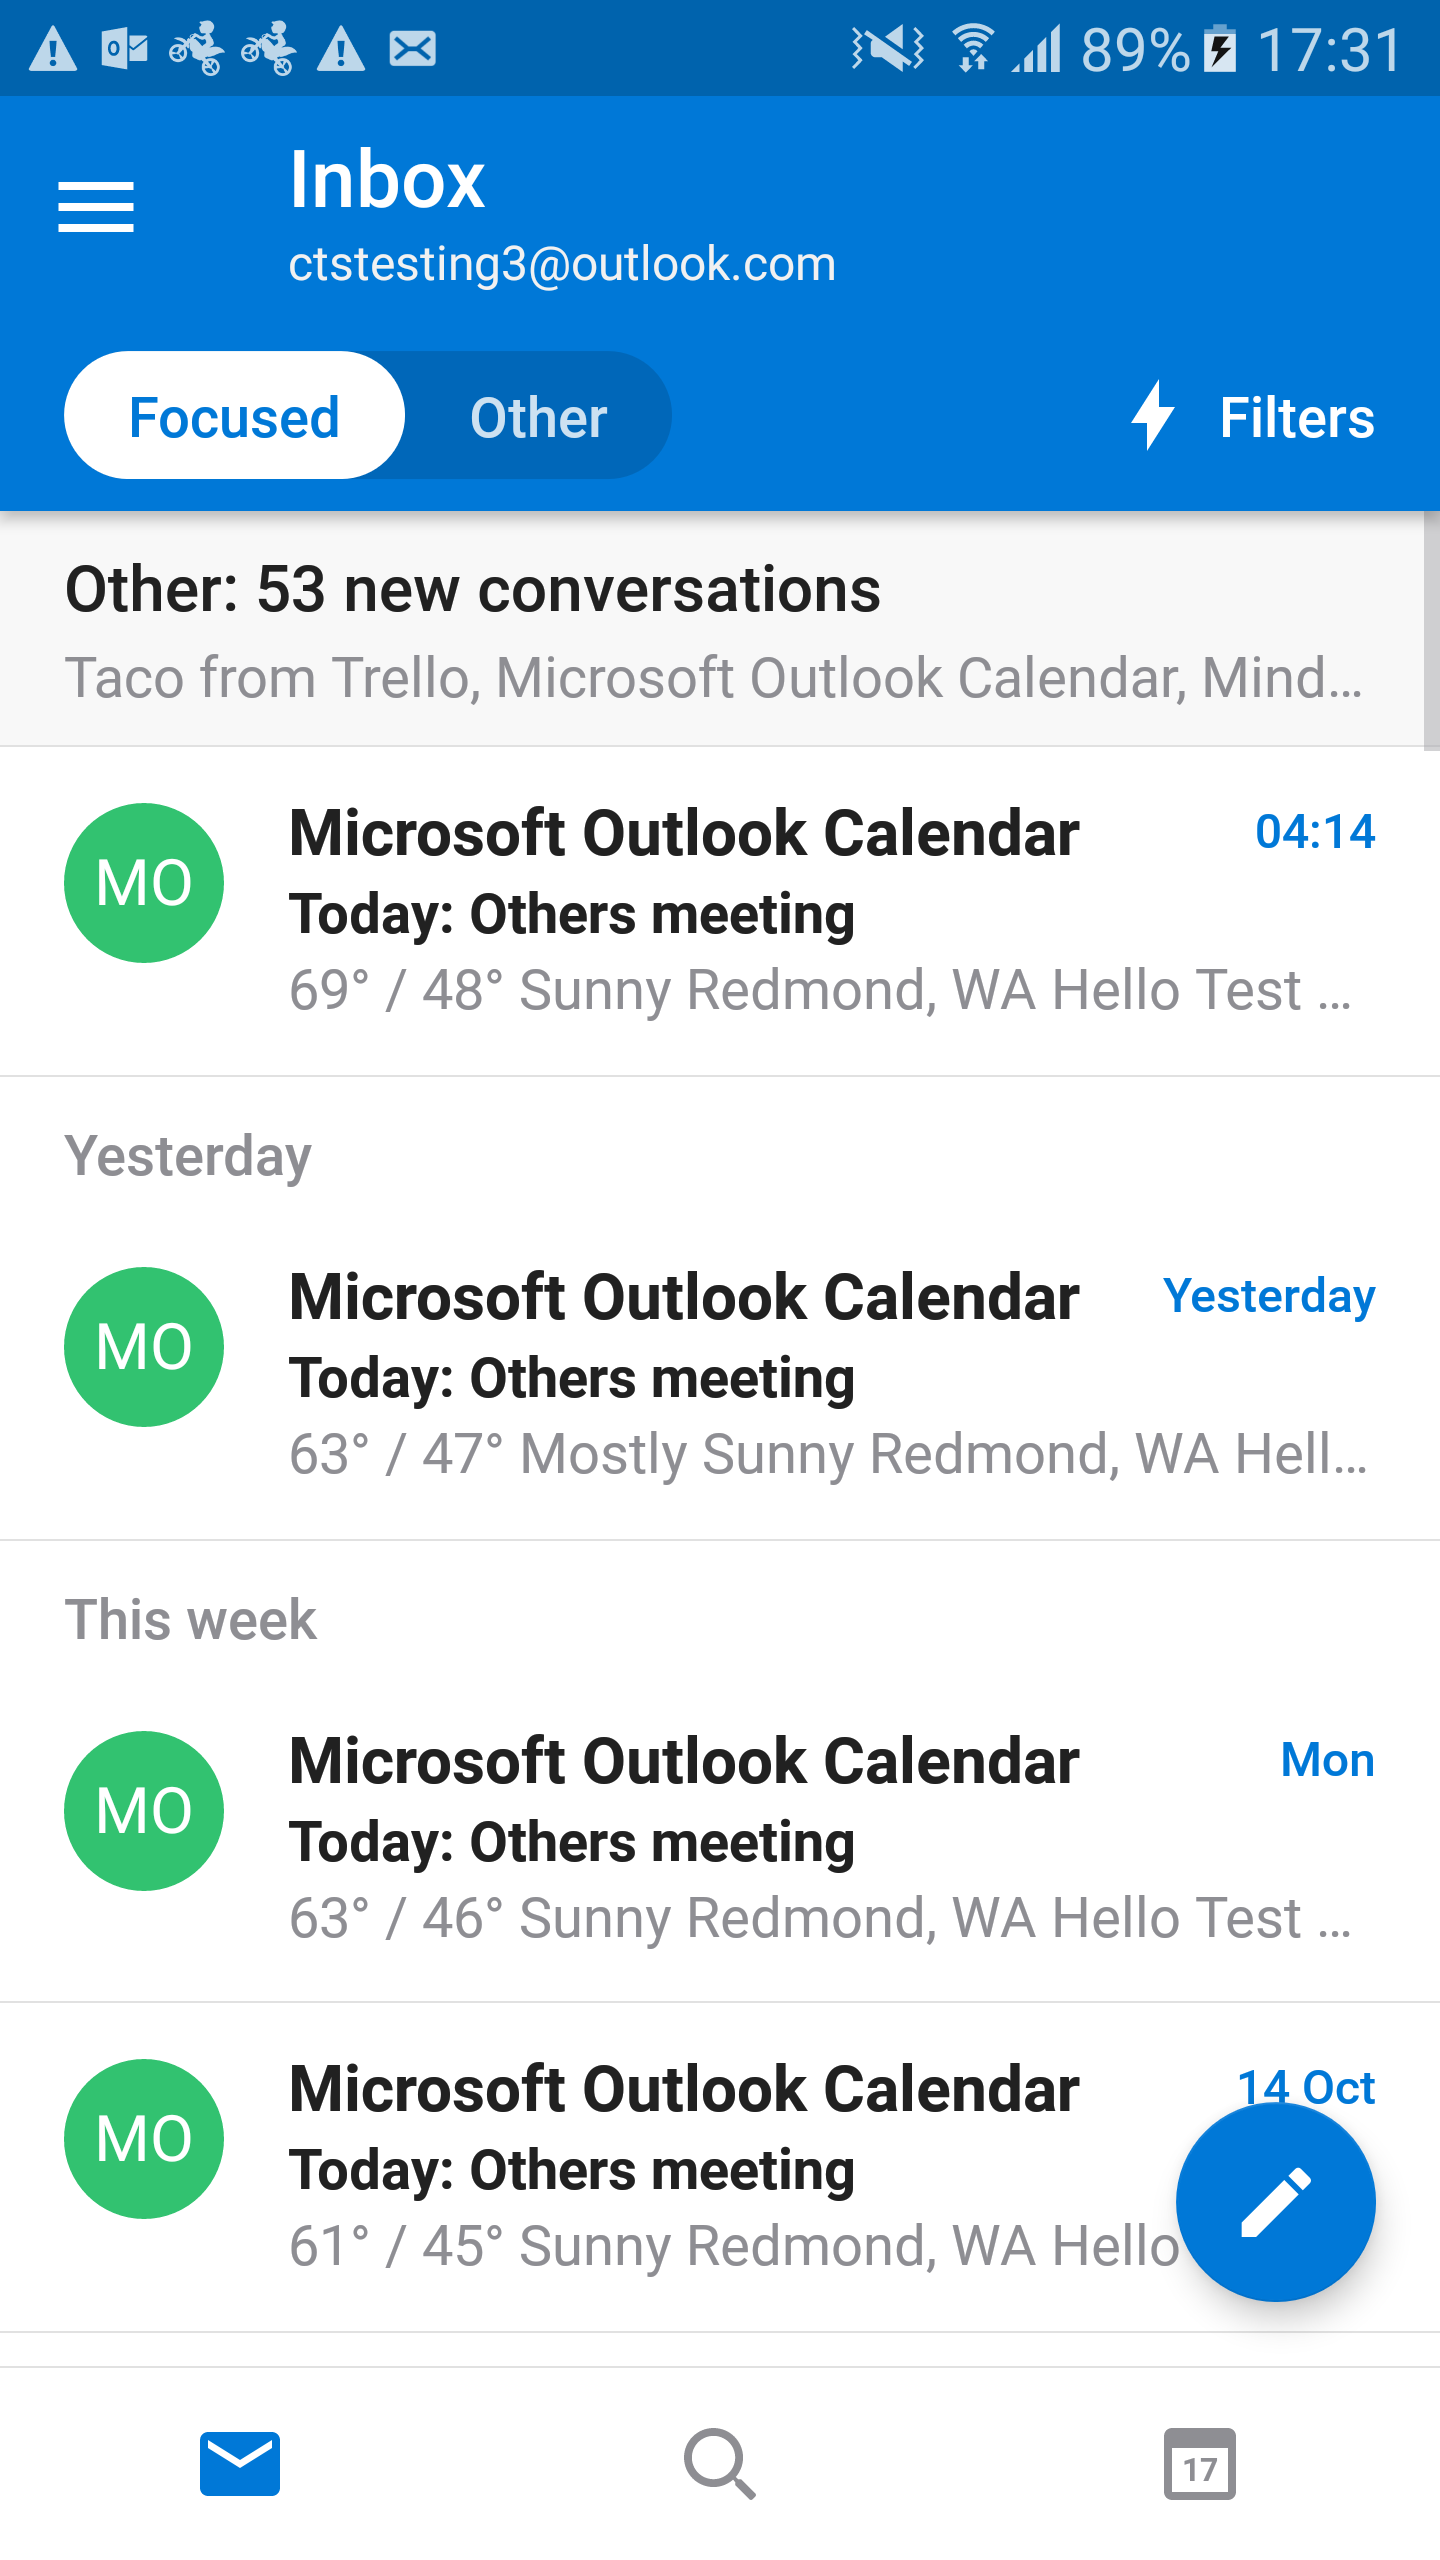 89% 17:31
Inbox
ctstesting3@outlook.com
Focused Other Filters
Other: 53 new conversations
Taco from Trello, Microsoft Outlook Calendar, Mind...
MO Microsoft Outlook Calendar 04:14
Today: Others meeting
69° / 48° Sunny Redmond, WA Hello Test ...
Yesterday
MO Microsoft Outlook Calendar Yesterday
Today: Others meeting
63° / 47° Mostly Sunny Redmond, WA Hell...
This week
MO Microsoft Outlook Calendar Mon
Today: Others meeting
63° / 46° Sunny Redmond, WA Hello Test ...
MO Microsoft Outlook Calendar 14 Oct
Today: Others meeting
61° / 45° Sunny Redmond, WA Hello
17